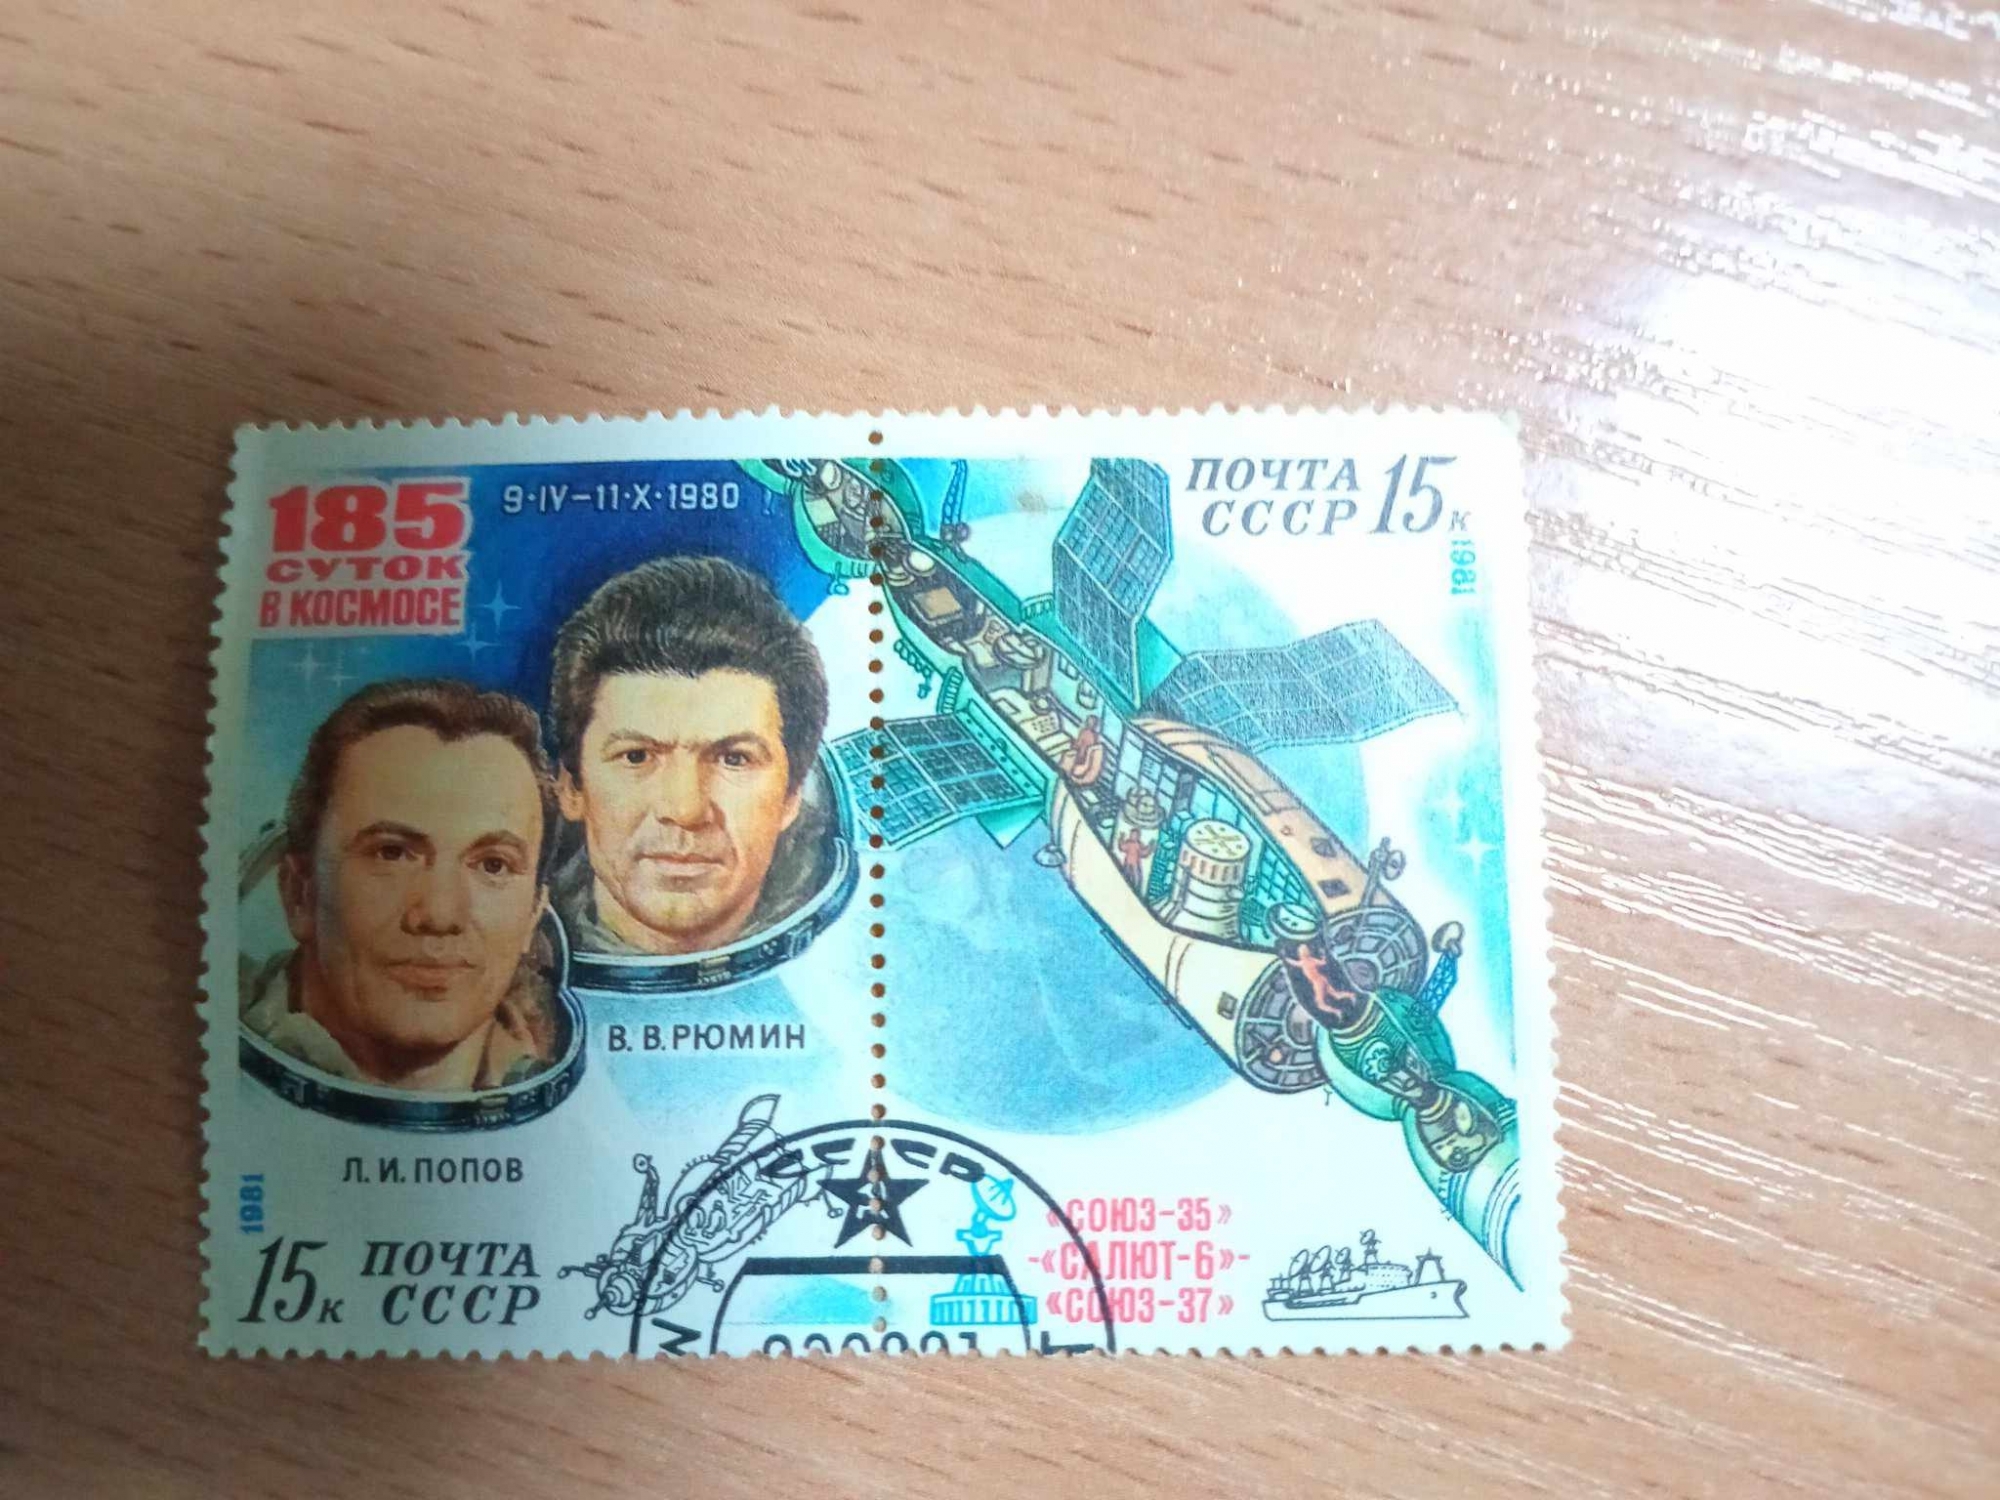 185
СУТОК
В КОСМОСЕ
9·IV–11·X·1980
В. В. РЮМИН
Л. И. ПОПОВ
1981
15к ПОЧТА
СССР
ПОЧТА 15к
СССР
1981
«СОЮЗ-35»
-«САЛЮТ-6»-
«СОЮЗ-37»
СССР